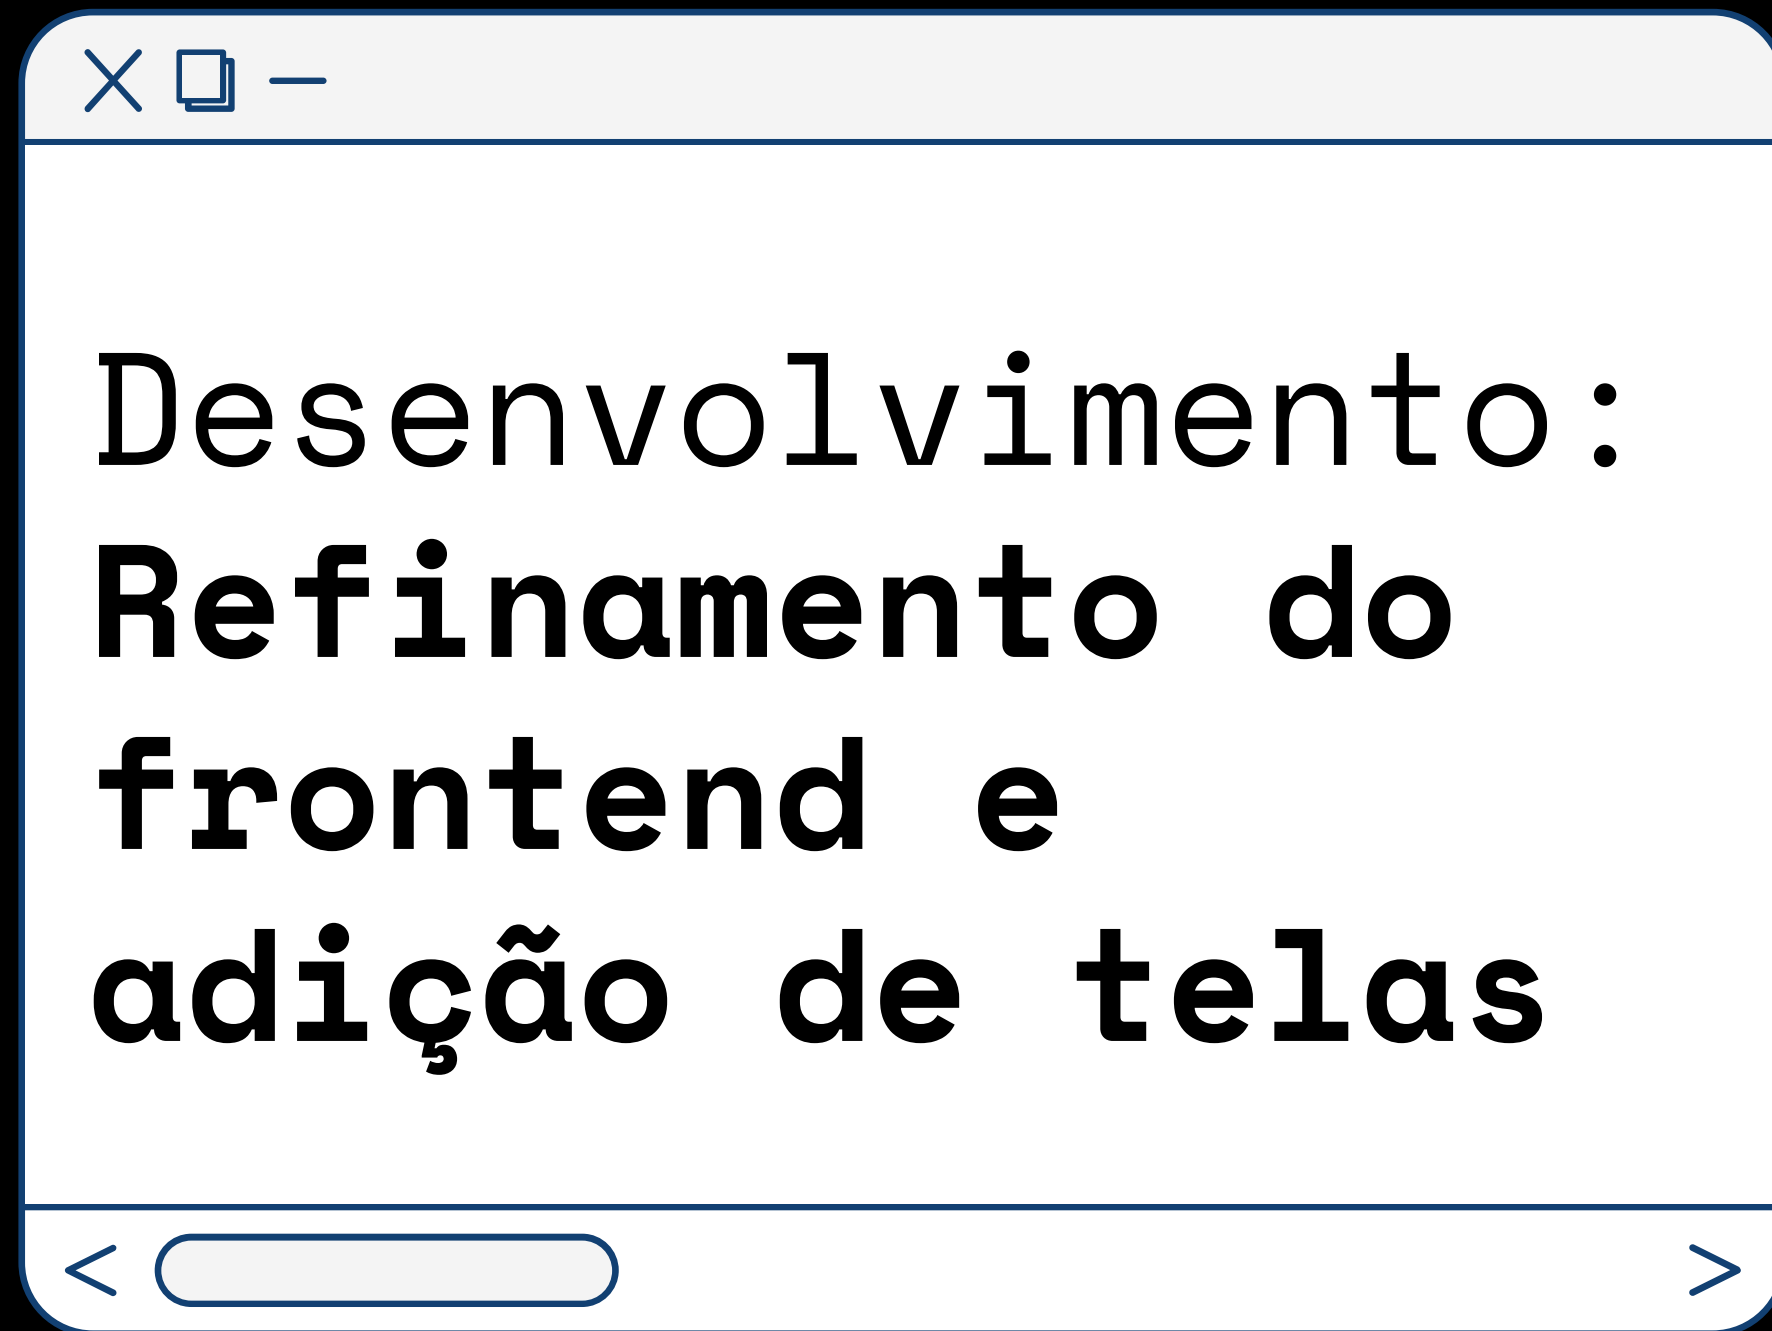 Desenvolvimento:
Refinamento do
frontend e
adição de telas